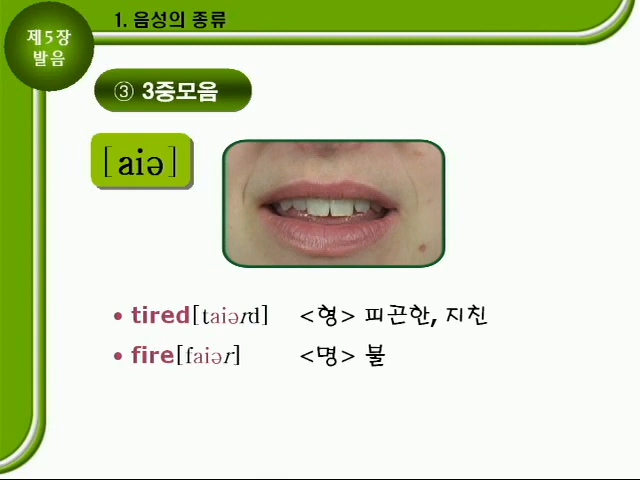 제5장
발음
1. 음성의 종류
③ 3중모음
[aiə]
• tired[taiərd] <형> 피곤한, 지친
• fire[faiər] <명> 불